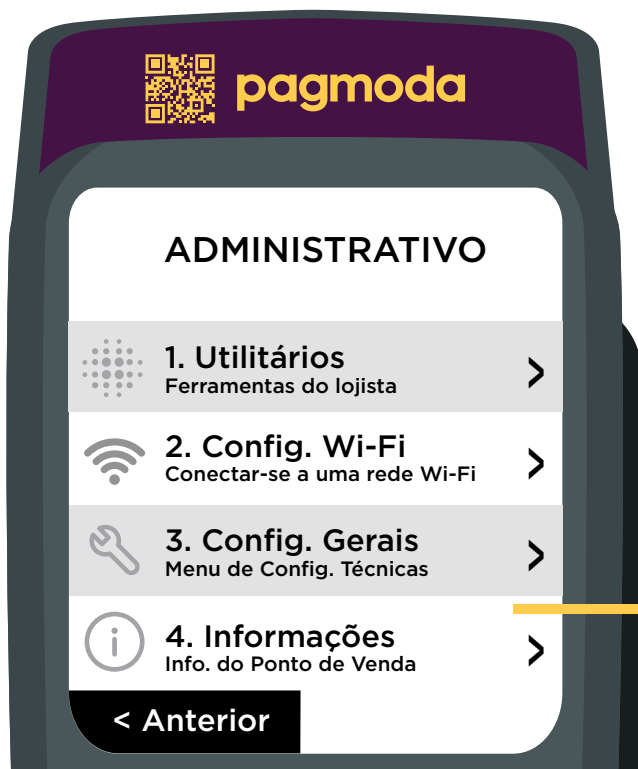 pagmoda
ADMINISTRATIVO
1. Utilitários
Ferramentas do lojista
2. Config. Wi-Fi
Conectar-se a uma rede Wi-Fi
3. Config. Gerais
Menu de Config. Técnicas
4. Informações
Info. do Ponto de Venda
< Anterior